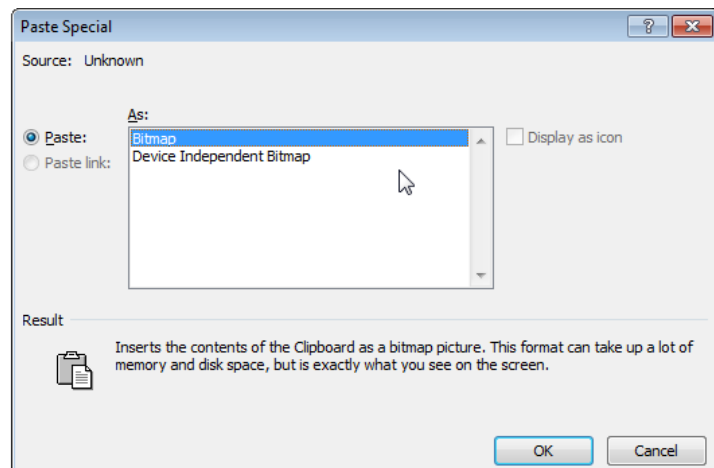 Paste Special
Source: Unknown
As:
Paste:
Bitmap
Display as icon
Paste link:
Device Independent Bitmap
Result
Inserts the contents of the Clipboard as a bitmap picture. This format can take up a lot of
memory and disk space, but is exactly what you see on the screen.
OK
Cancel